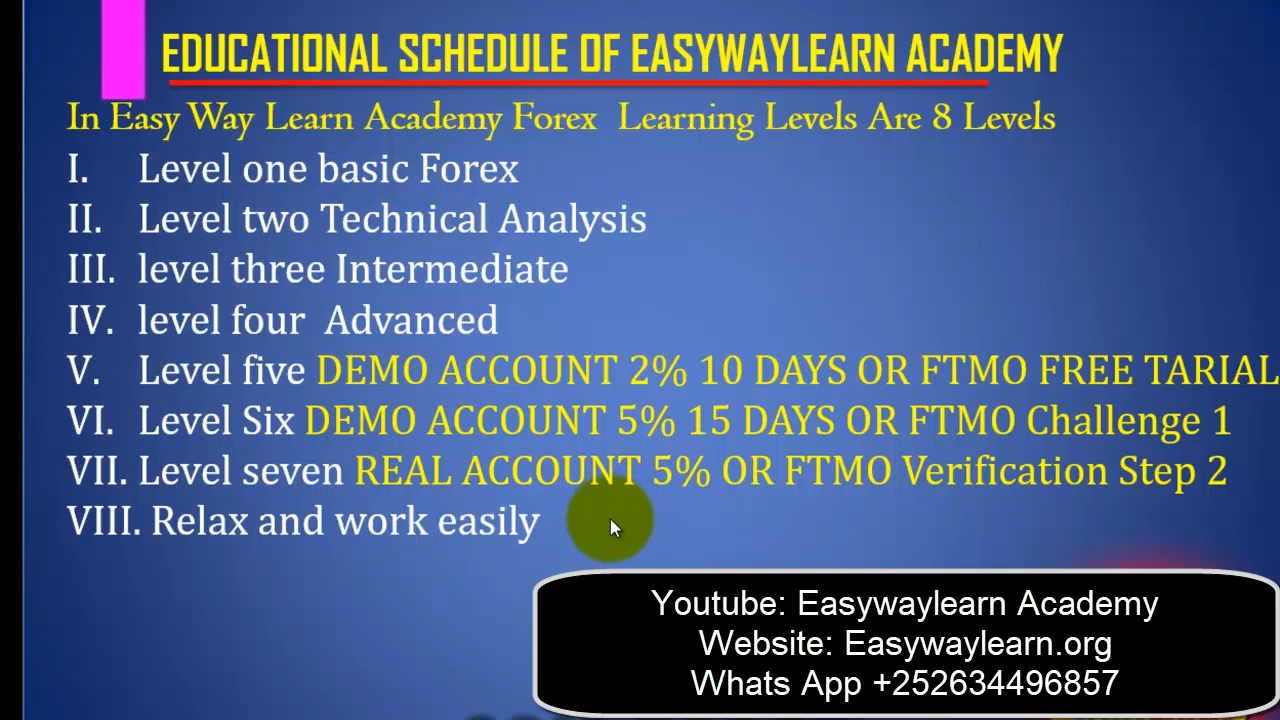 EDUCATIONAL SCHEDULE OF EASYWAYLEARN ACADEMY
In Easy Way Learn Academy Forex Learning Levels Are 8 Levels
I. Level one basic Forex
II. Level two Technical Analysis
III. level three Intermediate
IV. level four Advanced
V. Level five DEMO ACCOUNT 2% 10 DAYS OR FTMO FREE TARIAL
VI. Level Six DEMO ACCOUNT 5% 15 DAYS OR FTMO Challenge 1
VII. Level seven REAL ACCOUNT 5% OR FTMO Verification Step 2
VIII. Relax and work easily
Youtube: Easywaylearn Academy
Website: Easywaylearn.org
Whats App +252634496857